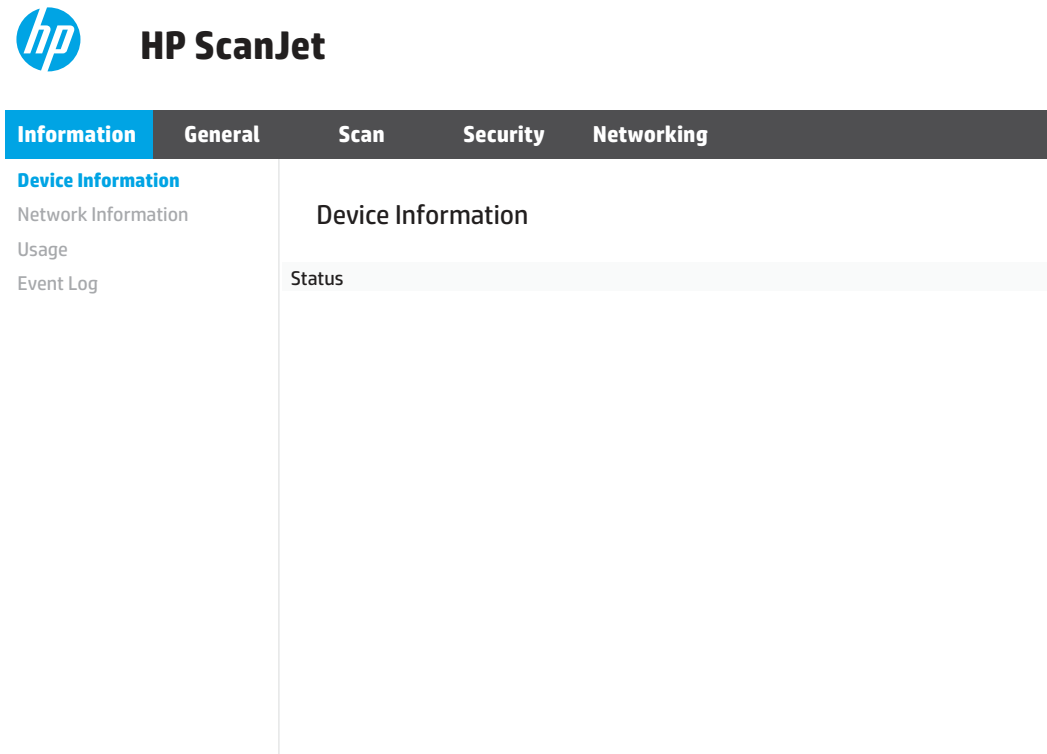 hp
HP ScanJet
Information General Scan Security Networking
Device Information
Network Information
Usage
Event Log
Device Information
Status